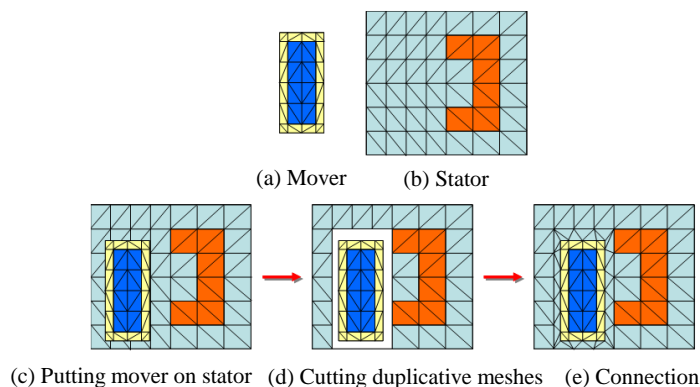 (a) Mover (b) Stator
(c) Putting mover on stator (d) Cutting duplicative meshes (e) Connection